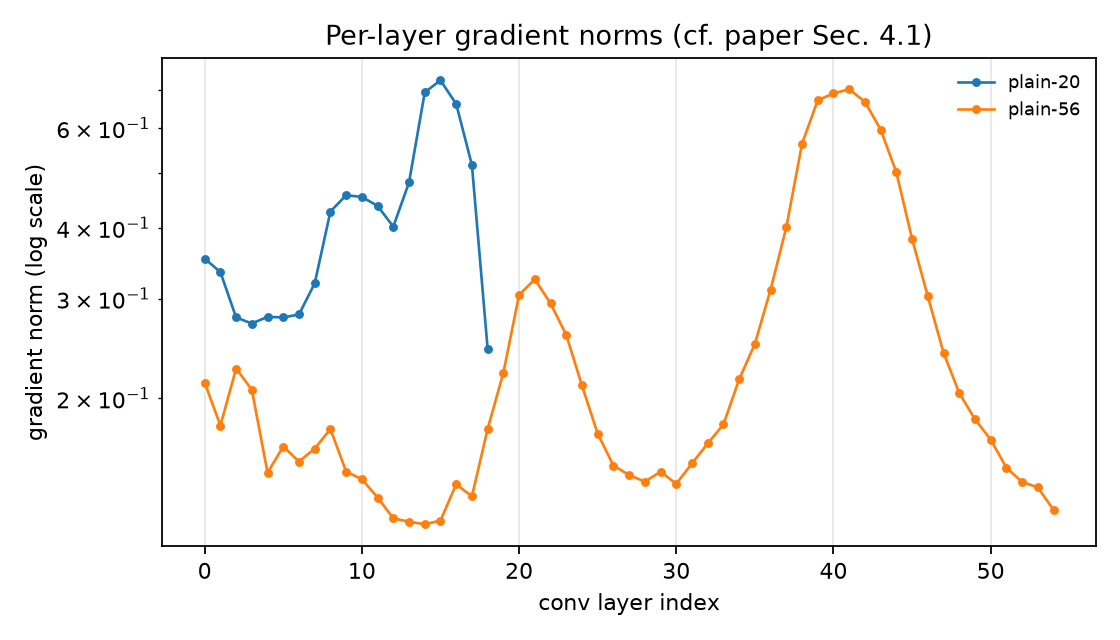 Per-layer gradient norms (cf. paper Sec. 4.1)
plain-20
plain-56
gradient norm (log scale)
6 × 10⁻¹
4 × 10⁻¹
3 × 10⁻¹
2 × 10⁻¹
0 10 20 30 40 50
conv layer index